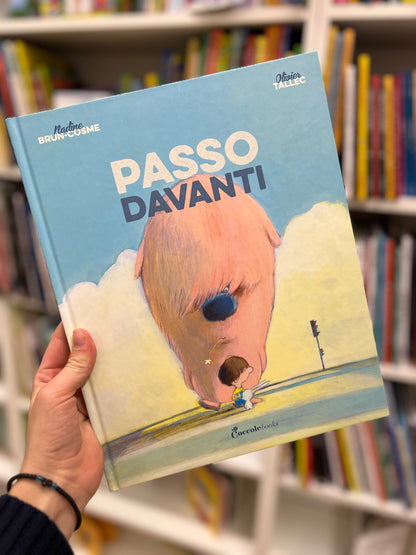 Nadine
BRUN-COSME
Olivier
TALLEC
PASSO
DAVANTI
Coccole books